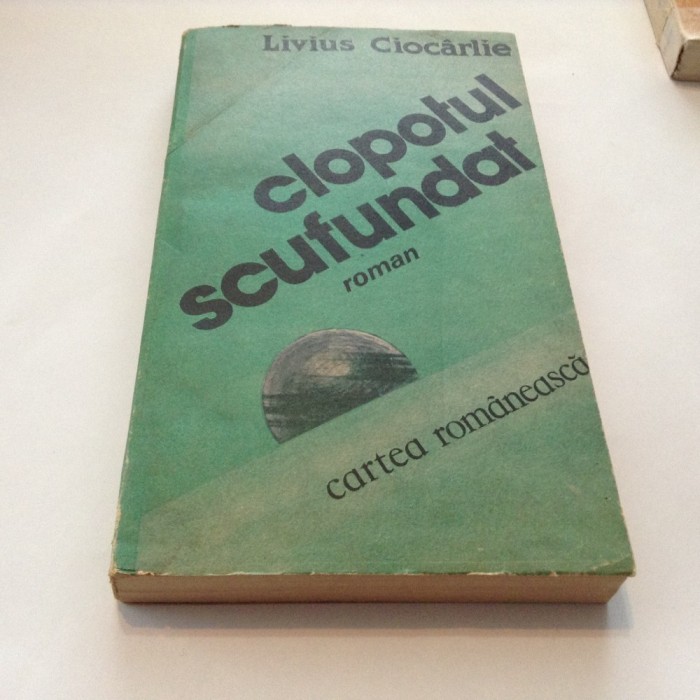 Livius Ciocârlie
clopotul
scufundat
roman
cartea românească